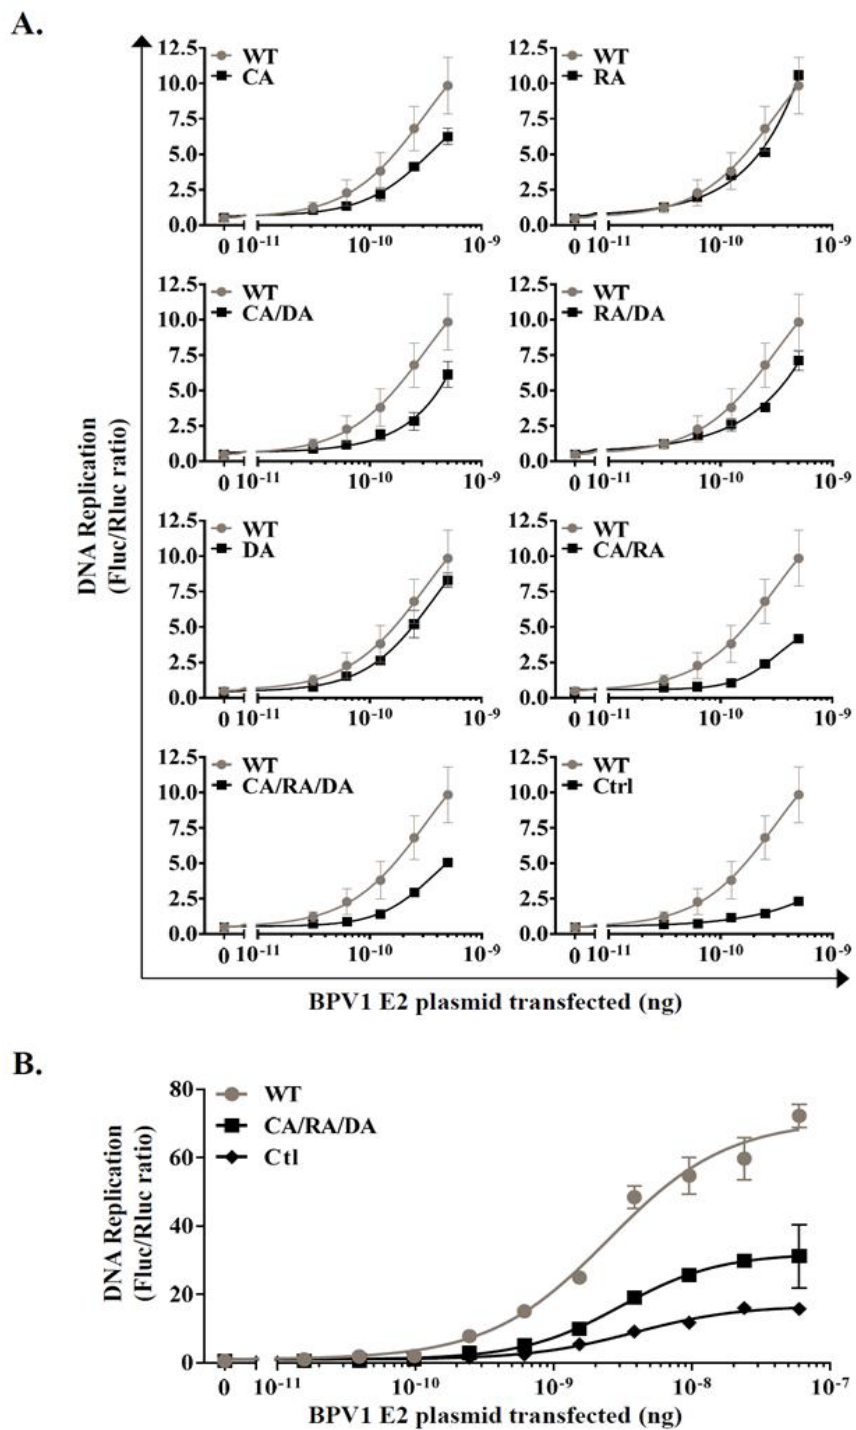 A.
12.5
10.0
7.5
5.0
2.5
0.0
WT
CA
0 10-11 10-10 10-9
12.5
10.0
7.5
5.0
2.5
0.0
WT
RA
0 10-11 10-10 10-9
12.5
10.0
7.5
5.0
2.5
0.0
WT
CA/DA
0 10-11 10-10 10-9
12.5
10.0
7.5
5.0
2.5
0.0
WT
RA/DA
0 10-11 10-10 10-9
DNA Replication
(Fluc/Rluc ratio)
12.5
10.0
7.5
5.0
2.5
0.0
WT
DA
0 10-11 10-10 10-9
12.5
10.0
7.5
5.0
2.5
0.0
WT
CA/RA
0 10-11 10-10 10-9
12.5
10.0
7.5
5.0
2.5
0.0
WT
CA/RA/DA
0 10-11 10-10 10-9
12.5
10.0
7.5
5.0
2.5
0.0
WT
Ctrl
0 10-11 10-10 10-9
BPV1 E2 plasmid transfected (ng)
B.
DNA Replication
(Fluc/Rluc ratio)
80
60
40
20
0
WT
CA/RA/DA
Ctl
0 10-11 10-10 10-9 10-8 10-7
BPV1 E2 plasmid transfected (ng)